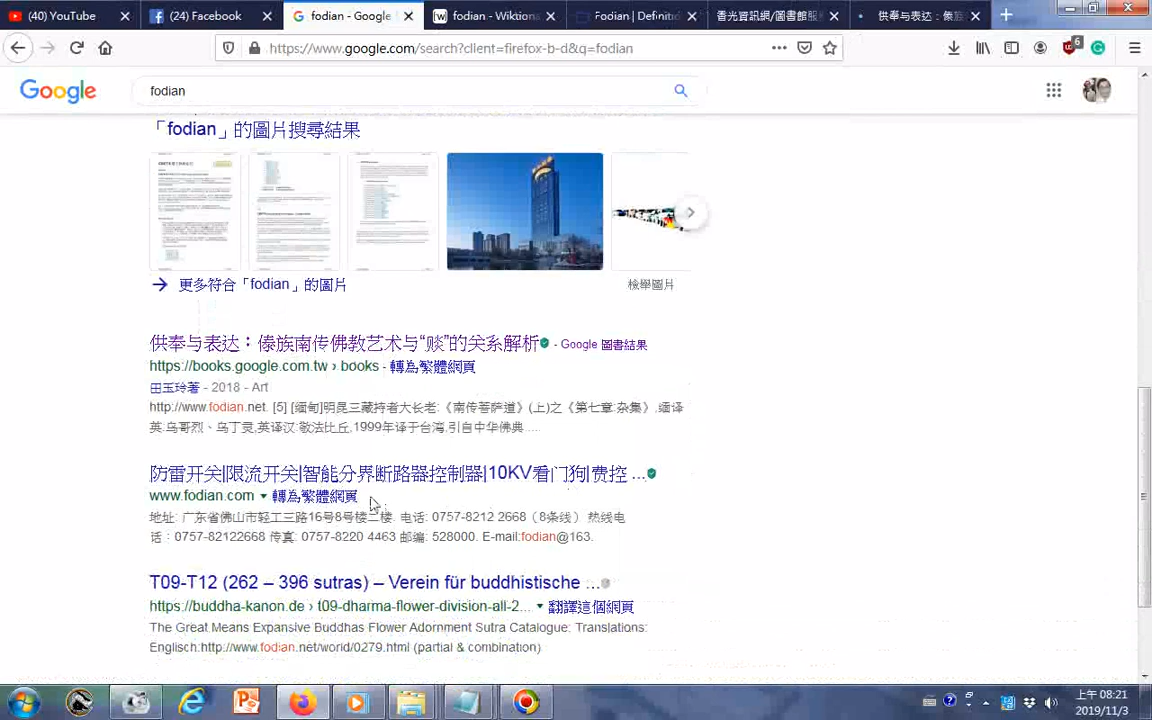 (40) YouTube
(24) Facebook
fodian - Google
fodian - Wiktion
Fodian | Definiti
香光資訊網/圖書館服
供奉与表达：傣族
https://www.google.com/search?client=firefox-b-d&q=fodian
6
Google
fodian
「fodian」的圖片搜尋結果
更多符合「fodian」的圖片
檢舉圖片
供奉与表达：傣族南传佛教艺术与“赕”的关系解析 - Google 圖書結果
https://books.google.com.tw › books - 轉為繁體網頁
田玉玲著 - 2018 - Art
http://www.fodian.net. [5] [缅甸]明昆三藏持者大长老:《南传菩萨道》(上)之《第七章:杂集》,缅译
英:乌哥烈、乌丁灵,英译汉:敬法比丘,1999年译于台湾.引自中华佛典 ...
防雷开关|限流开关|智能分界断路器控制器|10KV看门狗|费控 ...
www.fodian.com ▾ 轉為繁體網頁
地址: 广东省佛山市轻工三路16号8号楼二楼. 电话: 0757-8212 2668（8条线） 热线电
话：0757-82122668 传真: 0757-8220 4463 邮编: 528000. E-mail:fodian@163.
T09-T12 (262 – 396 sutras) – Verein für buddhistische ...
https://buddha-kanon.de › t09-dharma-flower-division-all-2... ▾ 翻譯這個網頁
The Great Means Expansive Buddhas Flower Adornment Sutra Catalogue: Translations:
Englisch:http://www.fodian.net/world/0279.html (partial & combination)
上午 08:21
2019/11/3